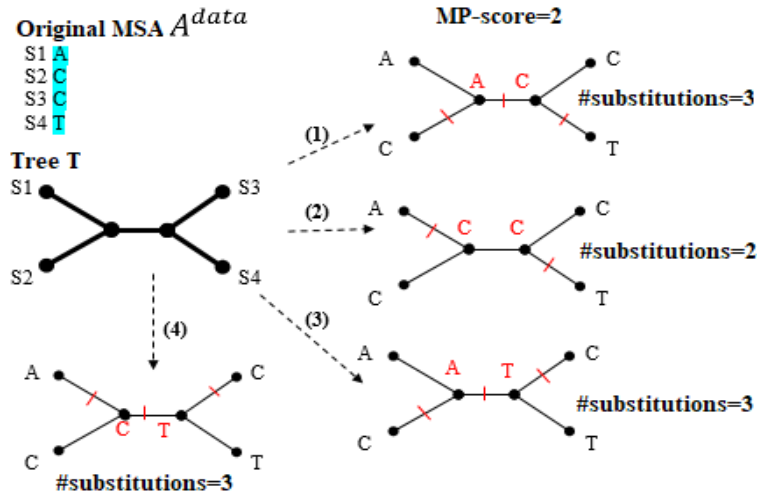 Original MSA A^data
S1 A
S2 C
S3 C
S4 T
Tree T
S1
S2
S3
S4
MP-score=2
(1)
A
C
A C
C
T
#substitutions=3
(2)
A
C
C C
C
T
#substitutions=2
(3)
A
C
A T
C
T
#substitutions=3
(4)
A
C
C T
C
T
#substitutions=3